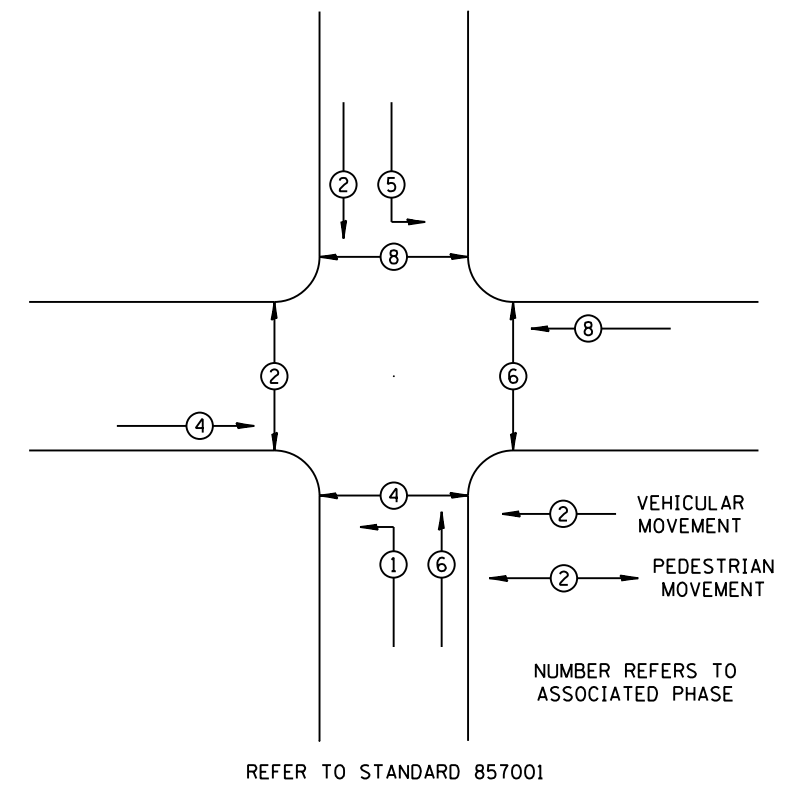 2 5
8
8
2 6
4
4
2 VEHICULAR
MOVEMENT
1 6
2 PEDESTRIAN
MOVEMENT
NUMBER REFERS TO
ASSOCIATED PHASE
REFER TO STANDARD 857001